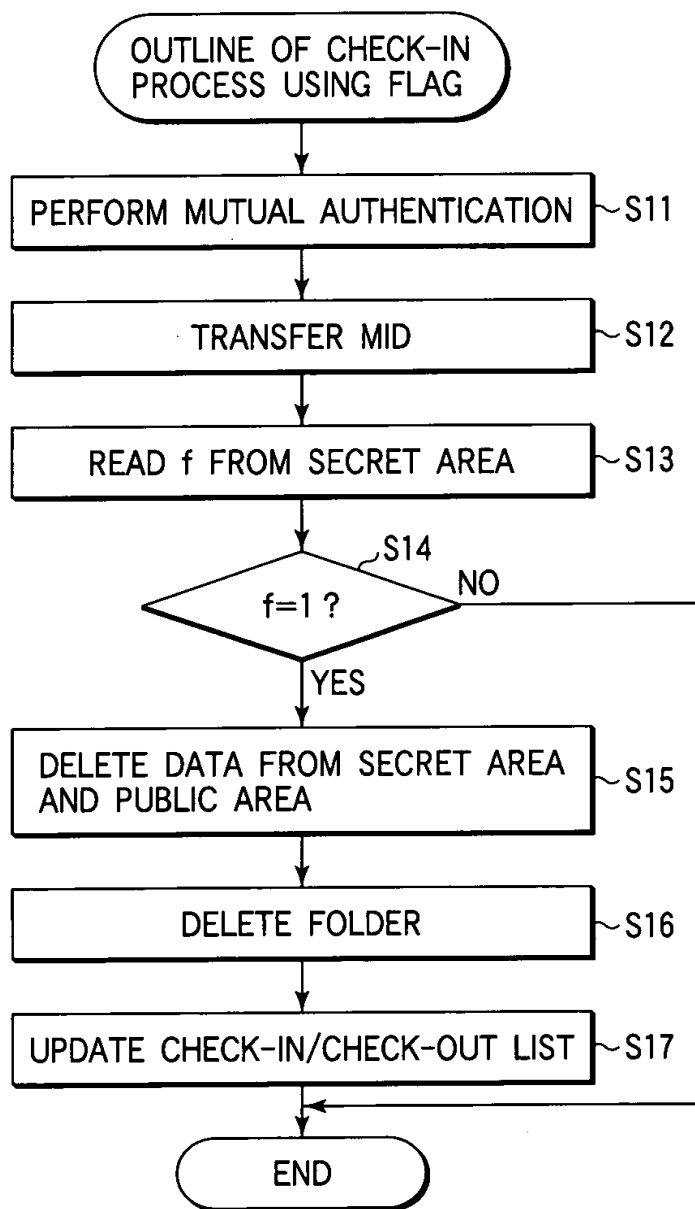 OUTLINE OF CHECK-IN
PROCESS USING FLAG
PERFORM MUTUAL AUTHENTICATION
S11
TRANSFER MID
S12
READ f FROM SECRET AREA
S13
S14
f=1 ?
NO
YES
DELETE DATA FROM SECRET AREA
AND PUBLIC AREA
S15
DELETE FOLDER
S16
UPDATE CHECK-IN/CHECK-OUT LIST
S17
END